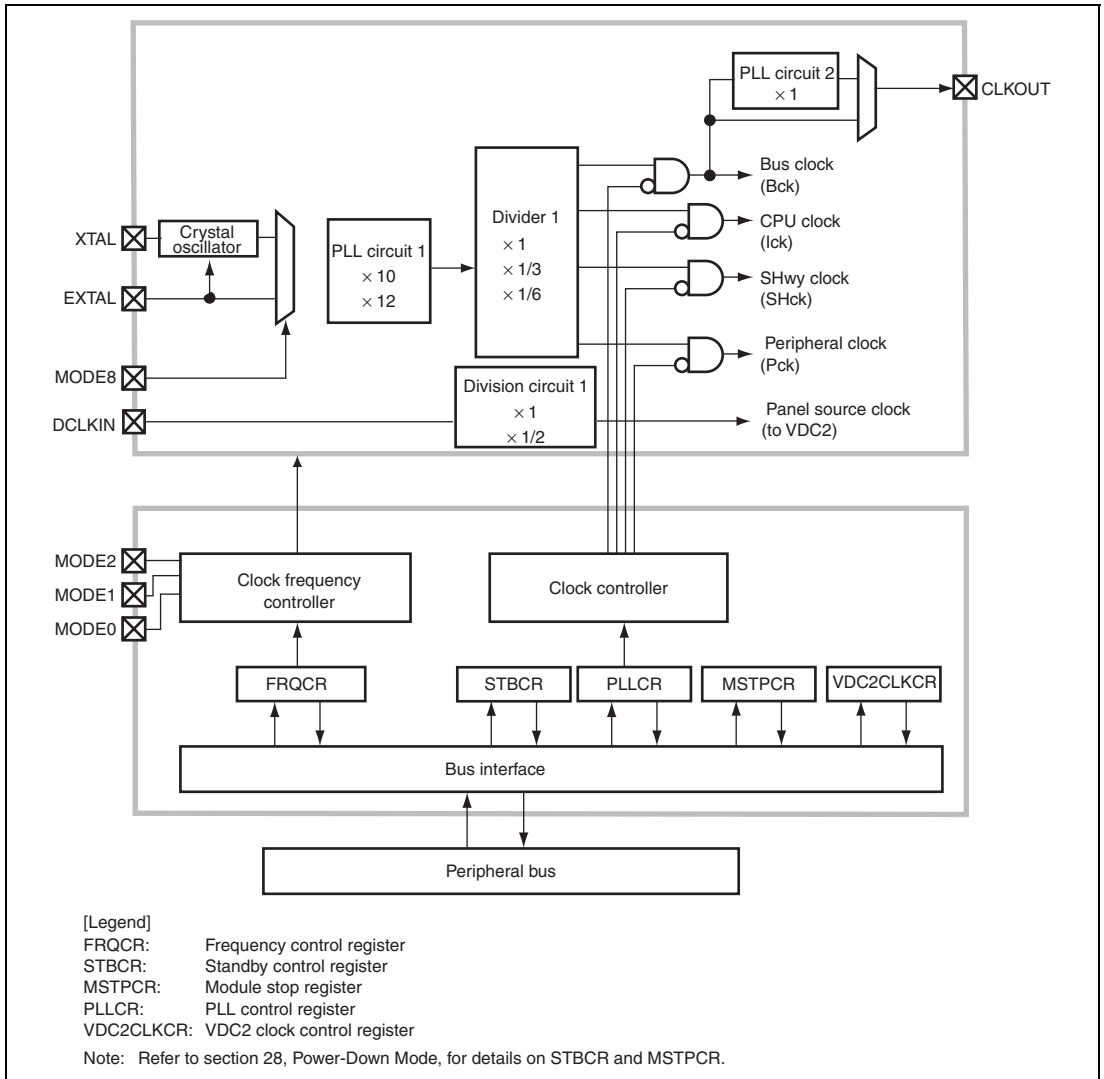 PLL circuit 2
× 1
CLKOUT
Bus clock
(Bck)
Divider 1
× 1
× 1/3
× 1/6
CPU clock
(Ick)
XTAL
Crystal
oscillator
PLL circuit 1
× 10
× 12
SHwy clock
(SHck)
EXTAL
Peripheral clock
(Pck)
MODE8
Division circuit 1
× 1
× 1/2
DCLKIN
Panel source clock
(to VDC2)
MODE2
MODE1
MODE0
Clock frequency
controller
Clock controller
FRQCR
STBCR
PLLCR
MSTPCR
VDC2CLKCR
Bus interface
Peripheral bus
[Legend]
FRQCR: Frequency control register
STBCR: Standby control register
MSTPCR: Module stop register
PLLCR: PLL control register
VDC2CLKCR: VDC2 clock control register
Note: Refer to section 28, Power-Down Mode, for details on STBCR and MSTPCR.